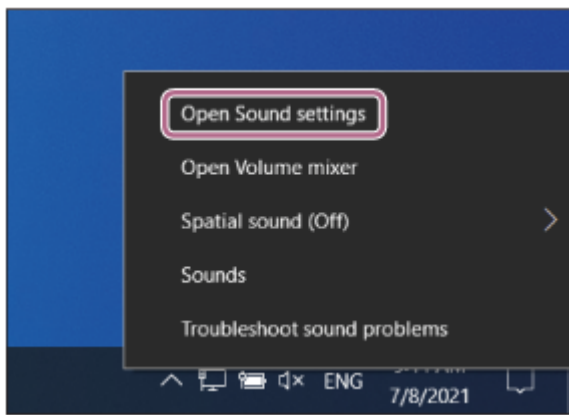 Open Sound settings
Open Volume mixer
Spatial sound (Off)
Sounds
Troubleshoot sound problems
ENG
7/8/2021